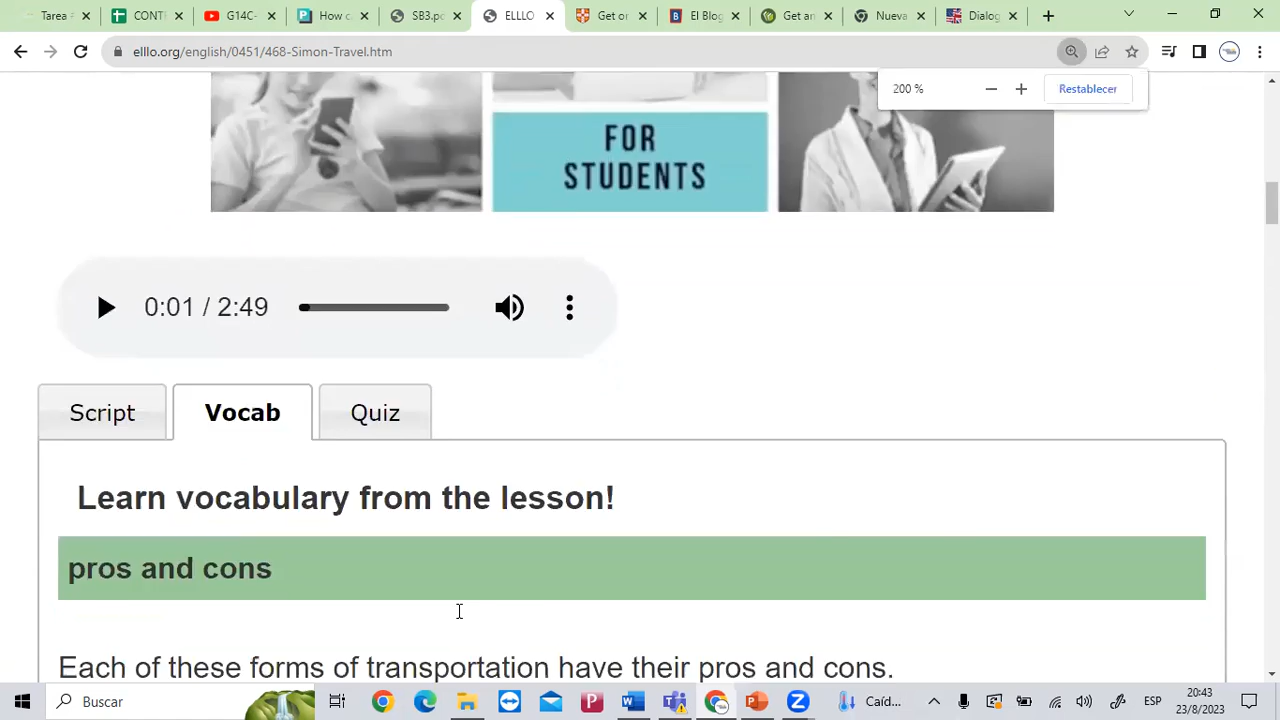 Tarea # CONTI G14C- How c SB3.pc ELLLO Get or El Blog Get an Nueva Dialog
elllo.org/english/0451/468-Simon-Travel.htm
200 % Restablecer
FOR
STUDENTS
0:01 / 2:49
Script Vocab Quiz
Learn vocabulary from the lesson!
pros and cons
Each of these forms of transportation have their pros and cons.
Buscar Caíd... ESP 20:43
23/8/2023